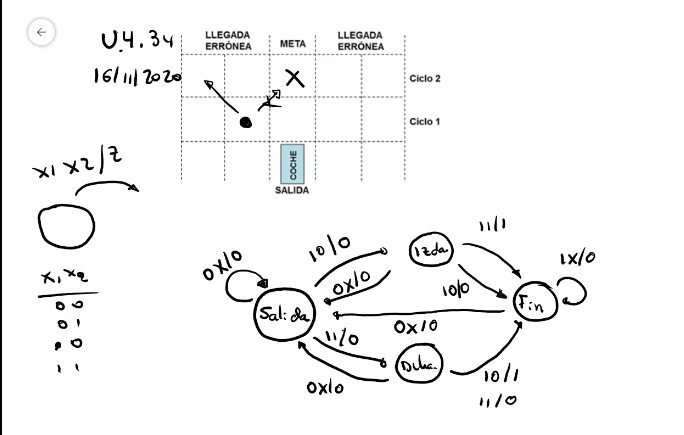 U.4.34
16/11/2020
LLEGADA ERRÓNEA
META
LLEGADA ERRÓNEA
Ciclo 2
Ciclo 1
COCHE
SALIDA
X1 X2/Z
X1 X2
0 0
0 1
1 0
1 1
0X/0
10/0
0X/0
Izda.
11/1
10/0
1X/0
Salida
Fin
0X/0
11/0
Dcha.
0X/0
10/1
11/0